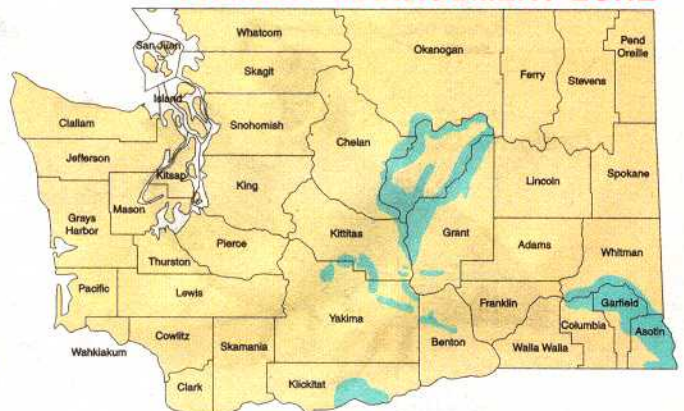 Whatcom
San Juan
Skagit
Island
Okanogan
Ferry
Stevens
Pend
Oreille
Clallam
Snohomish
Chelan
Jefferson
Kitsap
King
Lincoln
Spokane
Mason
Grays
Harbor
Kittitas
Grant
Pierce
Adams
Whitman
Thurston
Pacific
Lewis
Yakima
Franklin
Garfield
Columbia
Asotin
Wahkiakum
Cowlitz
Skamania
Benton
Walla Walla
Clark
Klickitat